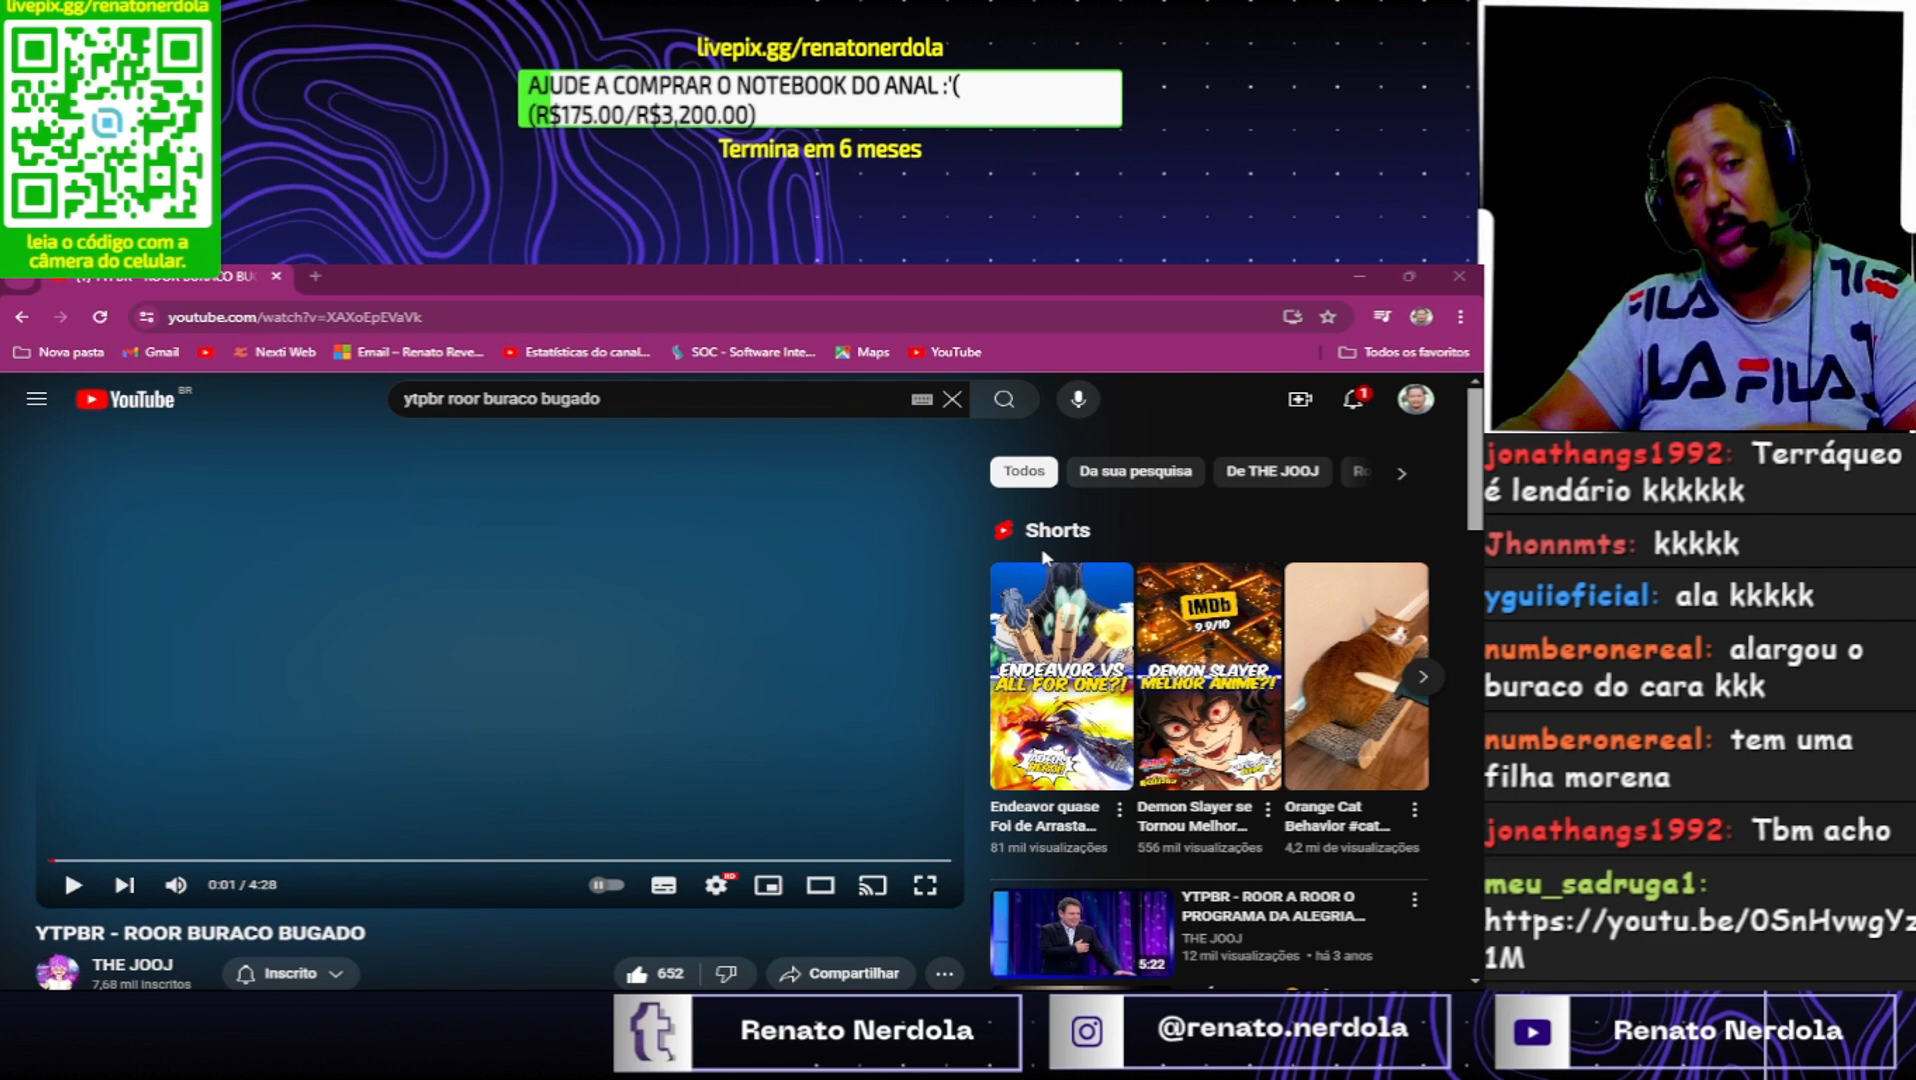 livepix.gg/renatonerdola
leia o código com a
câmera do celular.
livepix.gg/renatonerdola
AJUDE A COMPRAR O NOTEBOOK DO ANAL :'(
(R$175.00/R$3,200.00)
Termina em 6 meses
FILA
FILA
youtube.com/watch?v=XAXoEpEVaVk
Nova pasta
Gmail
Nexti Web
Email – Renato Reve...
Estatísticas do canal...
SOC - Software Inte...
Maps
YouTube
Todos os favoritos
YouTube BR
ytpbr roor buraco bugado
1
Todos
Da sua pesquisa
De THE JOOJ
Shorts
ENDEAVOR VS
ALL FOR ONE?!
IMDb
9,9/10
DEMON SLAYER
MELHOR ANIME?!
Endeavor quase
Foi de Arrasta...
81 mil visualizações
Demon Slayer se
Tornou Melhor...
556 mil visualizações
Orange Cat
Behavior #cat...
4,2 mi de visualizações
0:01 / 4:28
HD
YTPBR - ROOR BURACO BUGADO
THE JOOJ
7,68 mil inscritos
Inscrito
652
Compartilhar
5:22
YTPBR - ROOR A ROOR O
PROGRAMA DA ALEGRIA...
THE JOOJ
12 mil visualizações • há 3 anos
jonathangs1992: Terráqueo
é lendário kkkkkk
Jhonnmts: kkkkk
yguiioficial: ala kkkkk
numberonereal: alargou o
buraco do cara kkk
numberonereal: tem uma
filha morena
jonathangs1992: Tbm acho
meu_sadruga1:
https://youtu.be/0SnHvwgYz
1M
Renato Nerdola
@renato.nerdola
Renato Nerdola